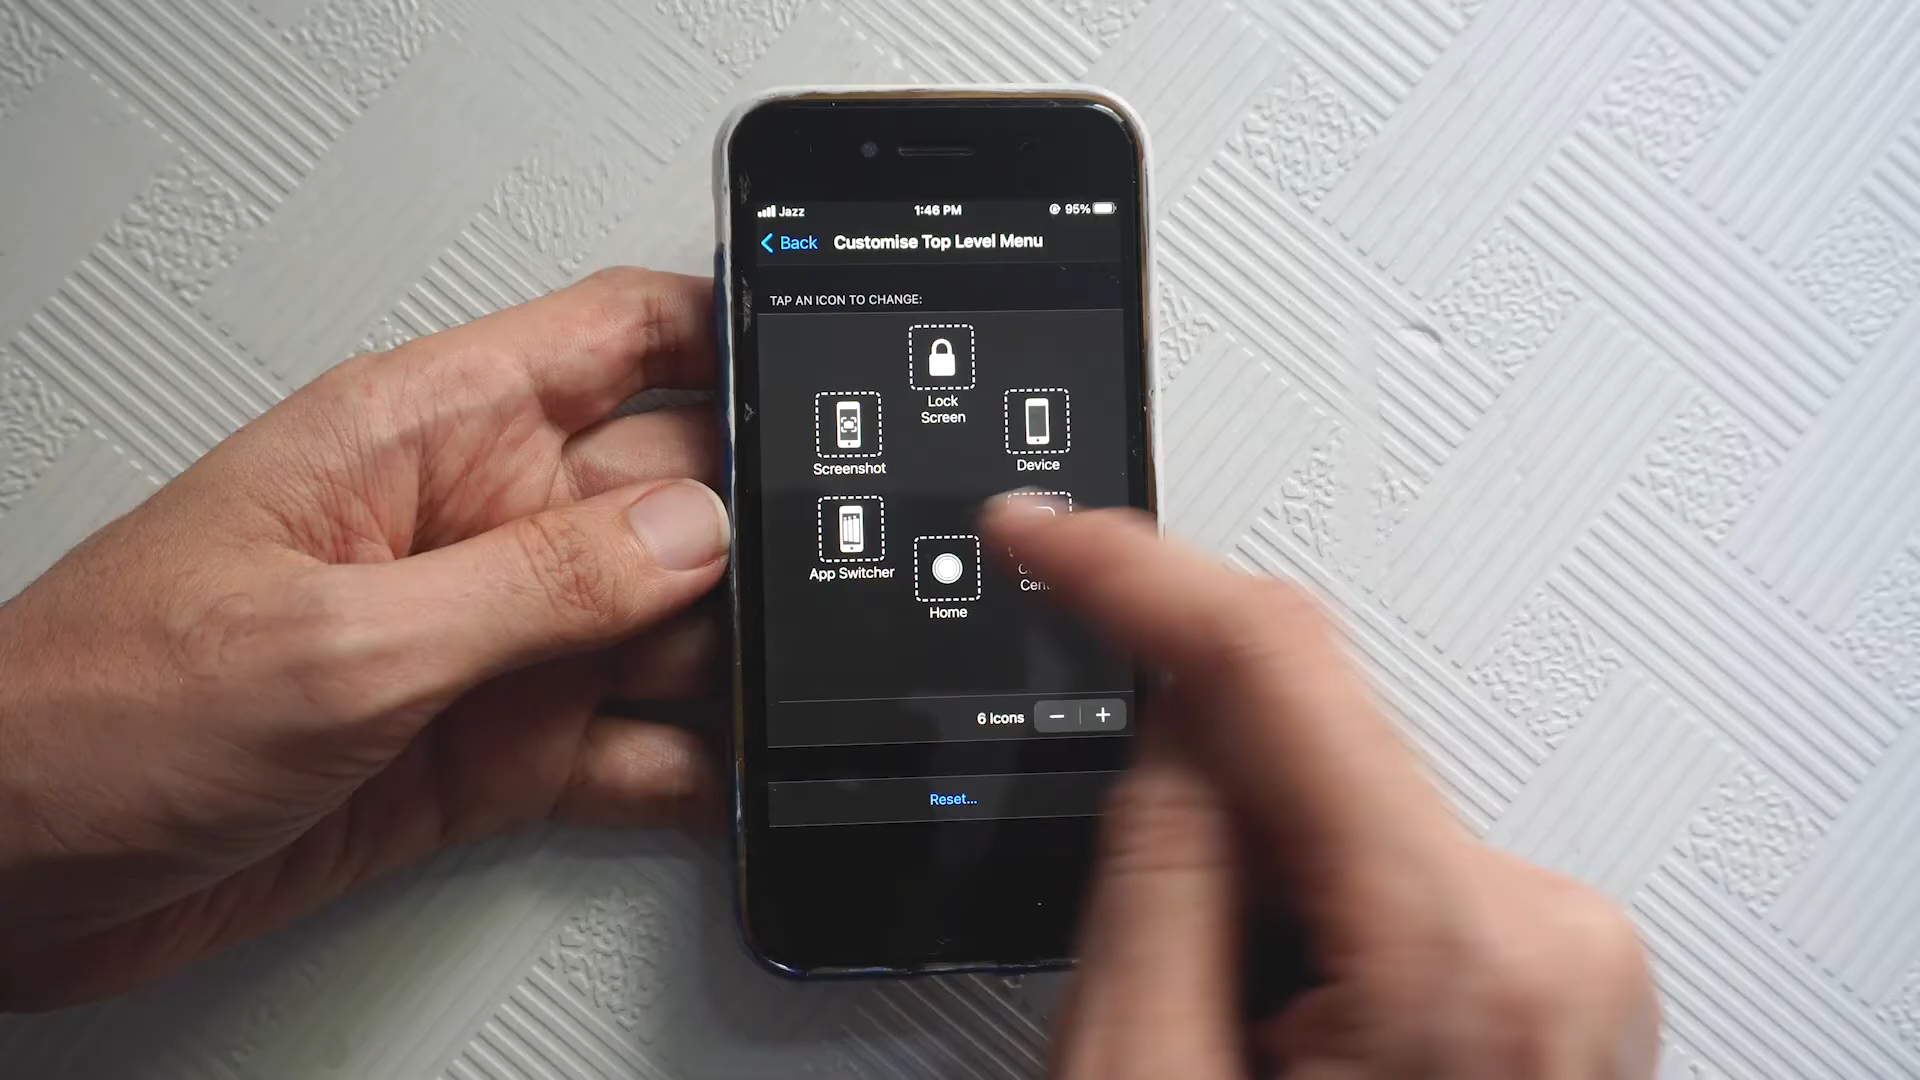 Jazz
1:46 PM
95%
Back
Customise Top Level Menu
TAP AN ICON TO CHANGE:
Lock
Screen
Screenshot
Device
App Switcher
Home
6 Icons
− +
Reset...